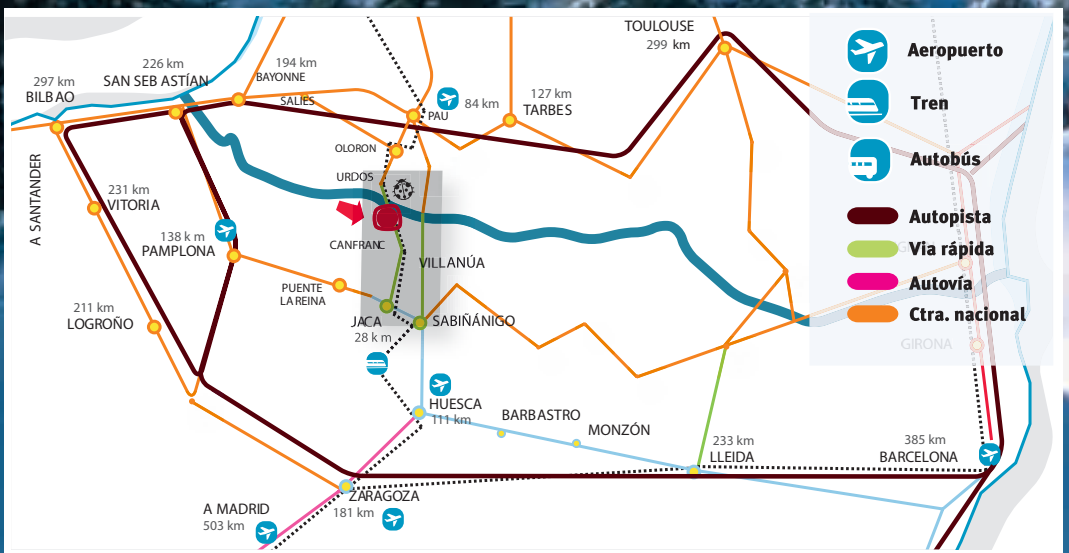 TOULOUSE
299 km
226 km
SAN SEB ASTÍAN
194 km
BAYONNE
297 km
BILBAO
SALIES
84 km
PAU
127 km
TARBES
OLORON
URDOS
A SANTANDER
231 km
VITORIA
138 k m
PAMPLONA
CANFRANC
VILLANÚA
PUENTE
LA REINA
211 km
LOGROÑO
JACA
28 k m
SABIÑÁNIGO
HUESCA
111 km
BARBASTRO
MONZÓN
233 km
LLEIDA
385 km
BARCELONA
ZARAGOZA
181 km
A MADRID
503 km
Aeropuerto
Tren
Autobús
Autopista
Via rápida
Autovía
Ctra. nacional
GIRONA